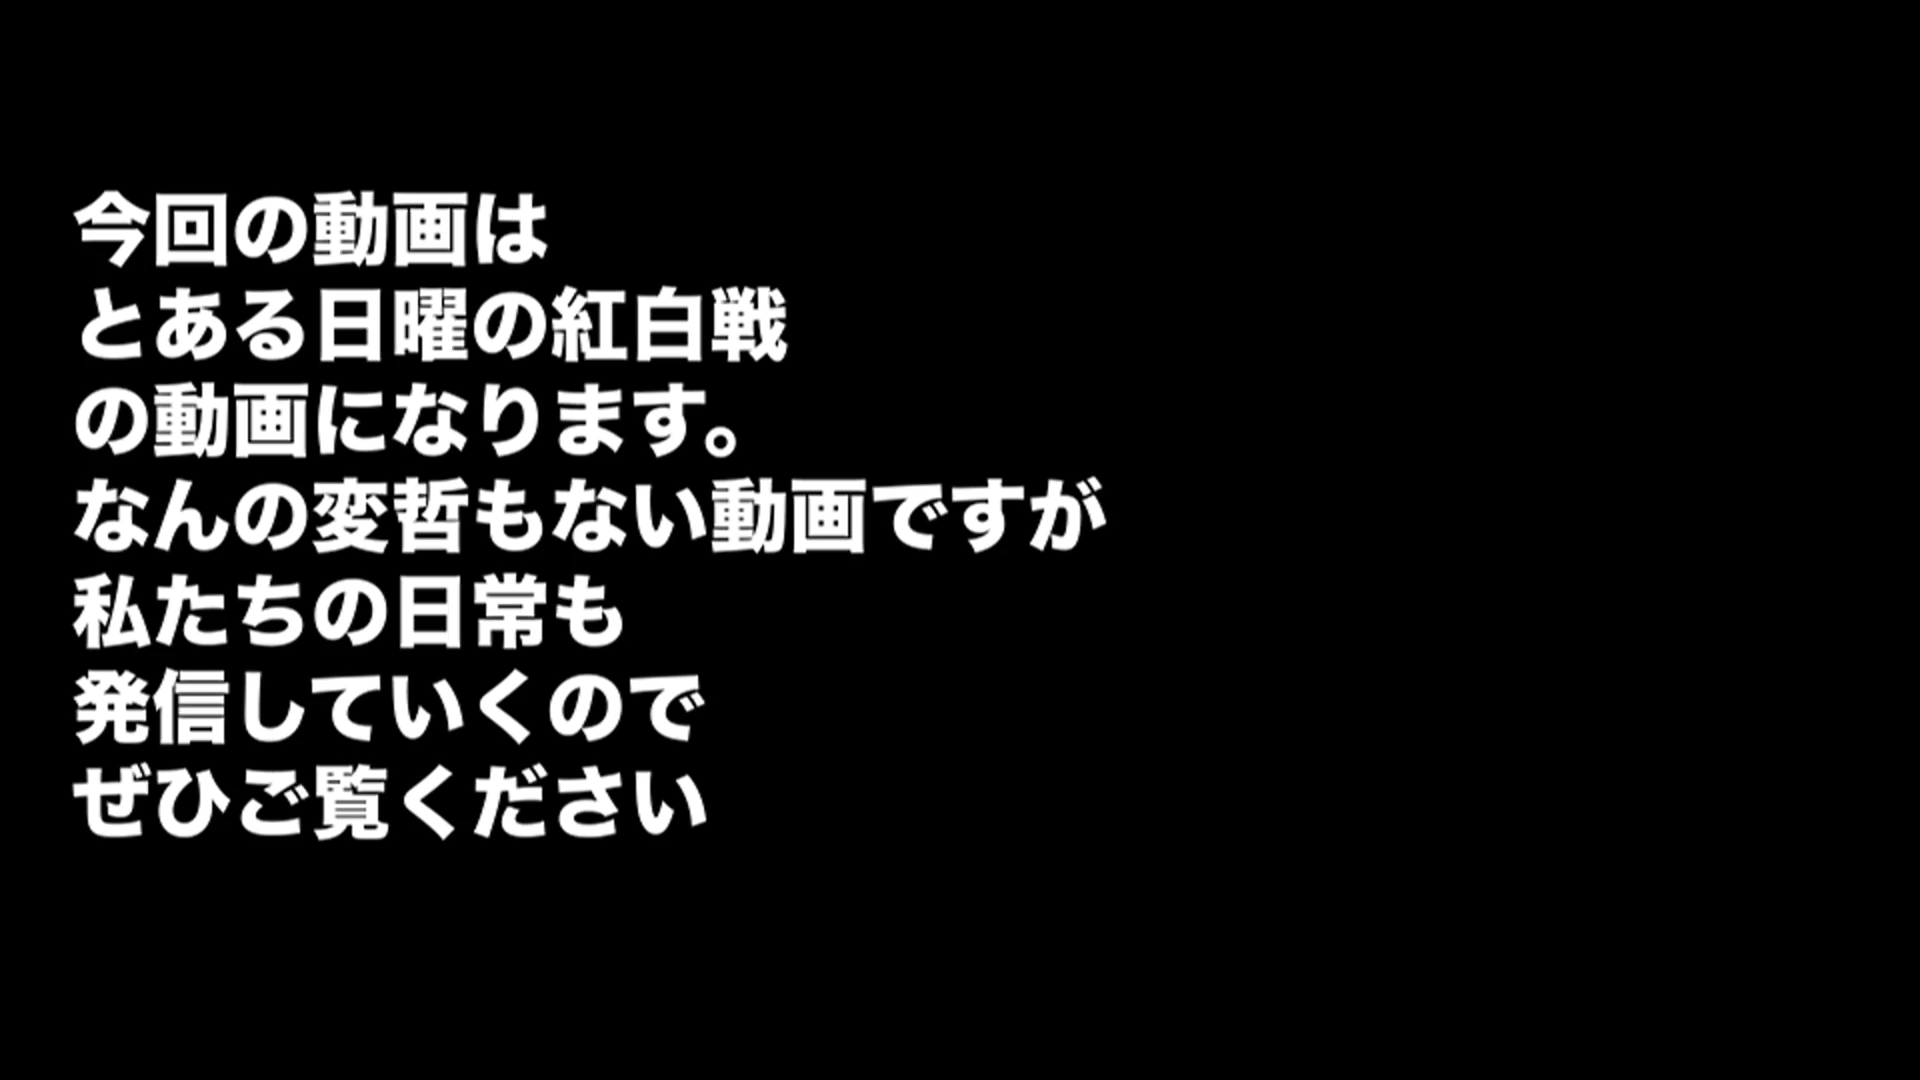 今回の動画は
とある日曜の紅白戦
の動画になります。
なんの変哲もない動画ですが
私たちの日常も
発信していくので
ぜひご覧ください